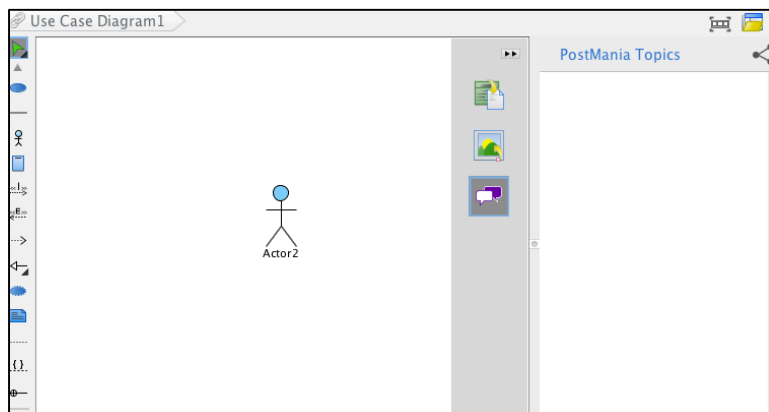 Use Case Diagram1
PostMania Topics
<<I>>
<<E>>
Actor2
{}